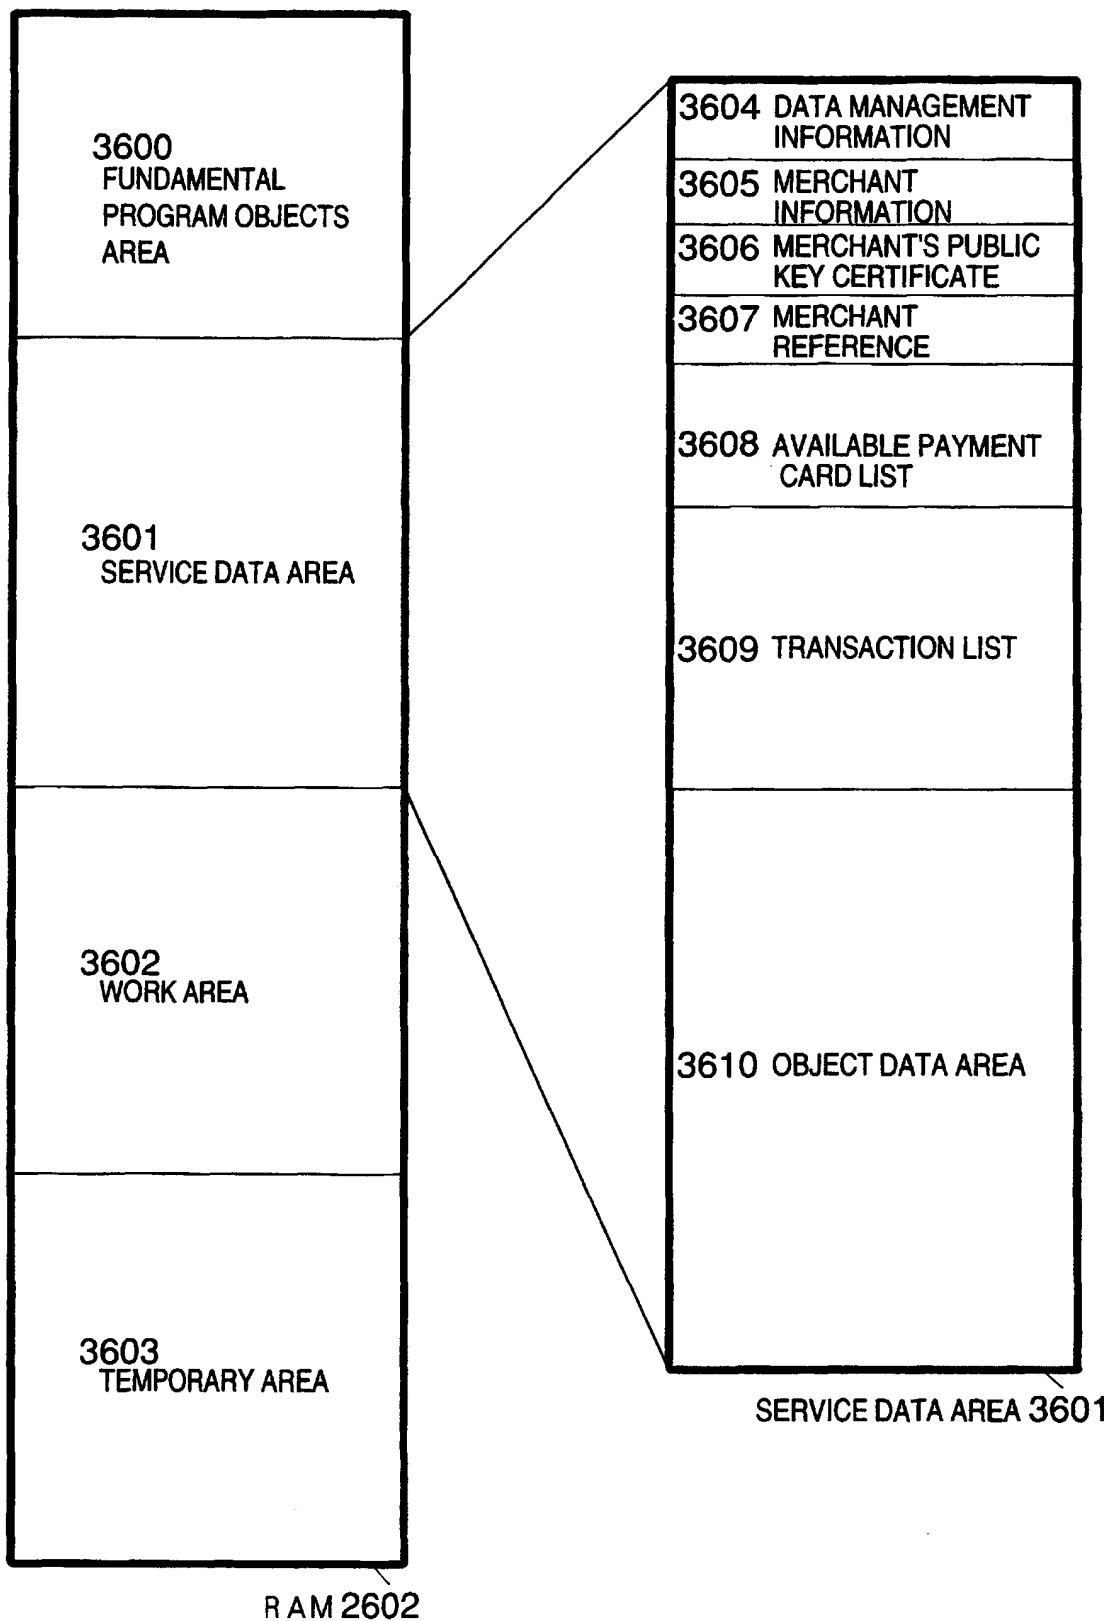 3600
FUNDAMENTAL
PROGRAM OBJECTS
AREA
3601
SERVICE DATA AREA
3602
WORK AREA
3603
TEMPORARY AREA
RAM 2602
3604 DATA MANAGEMENT
INFORMATION
3605 MERCHANT
INFORMATION
3606 MERCHANT'S PUBLIC
KEY CERTIFICATE
3607 MERCHANT
REFERENCE
3608 AVAILABLE PAYMENT
CARD LIST
3609 TRANSACTION LIST
3610 OBJECT DATA AREA
SERVICE DATA AREA 3601